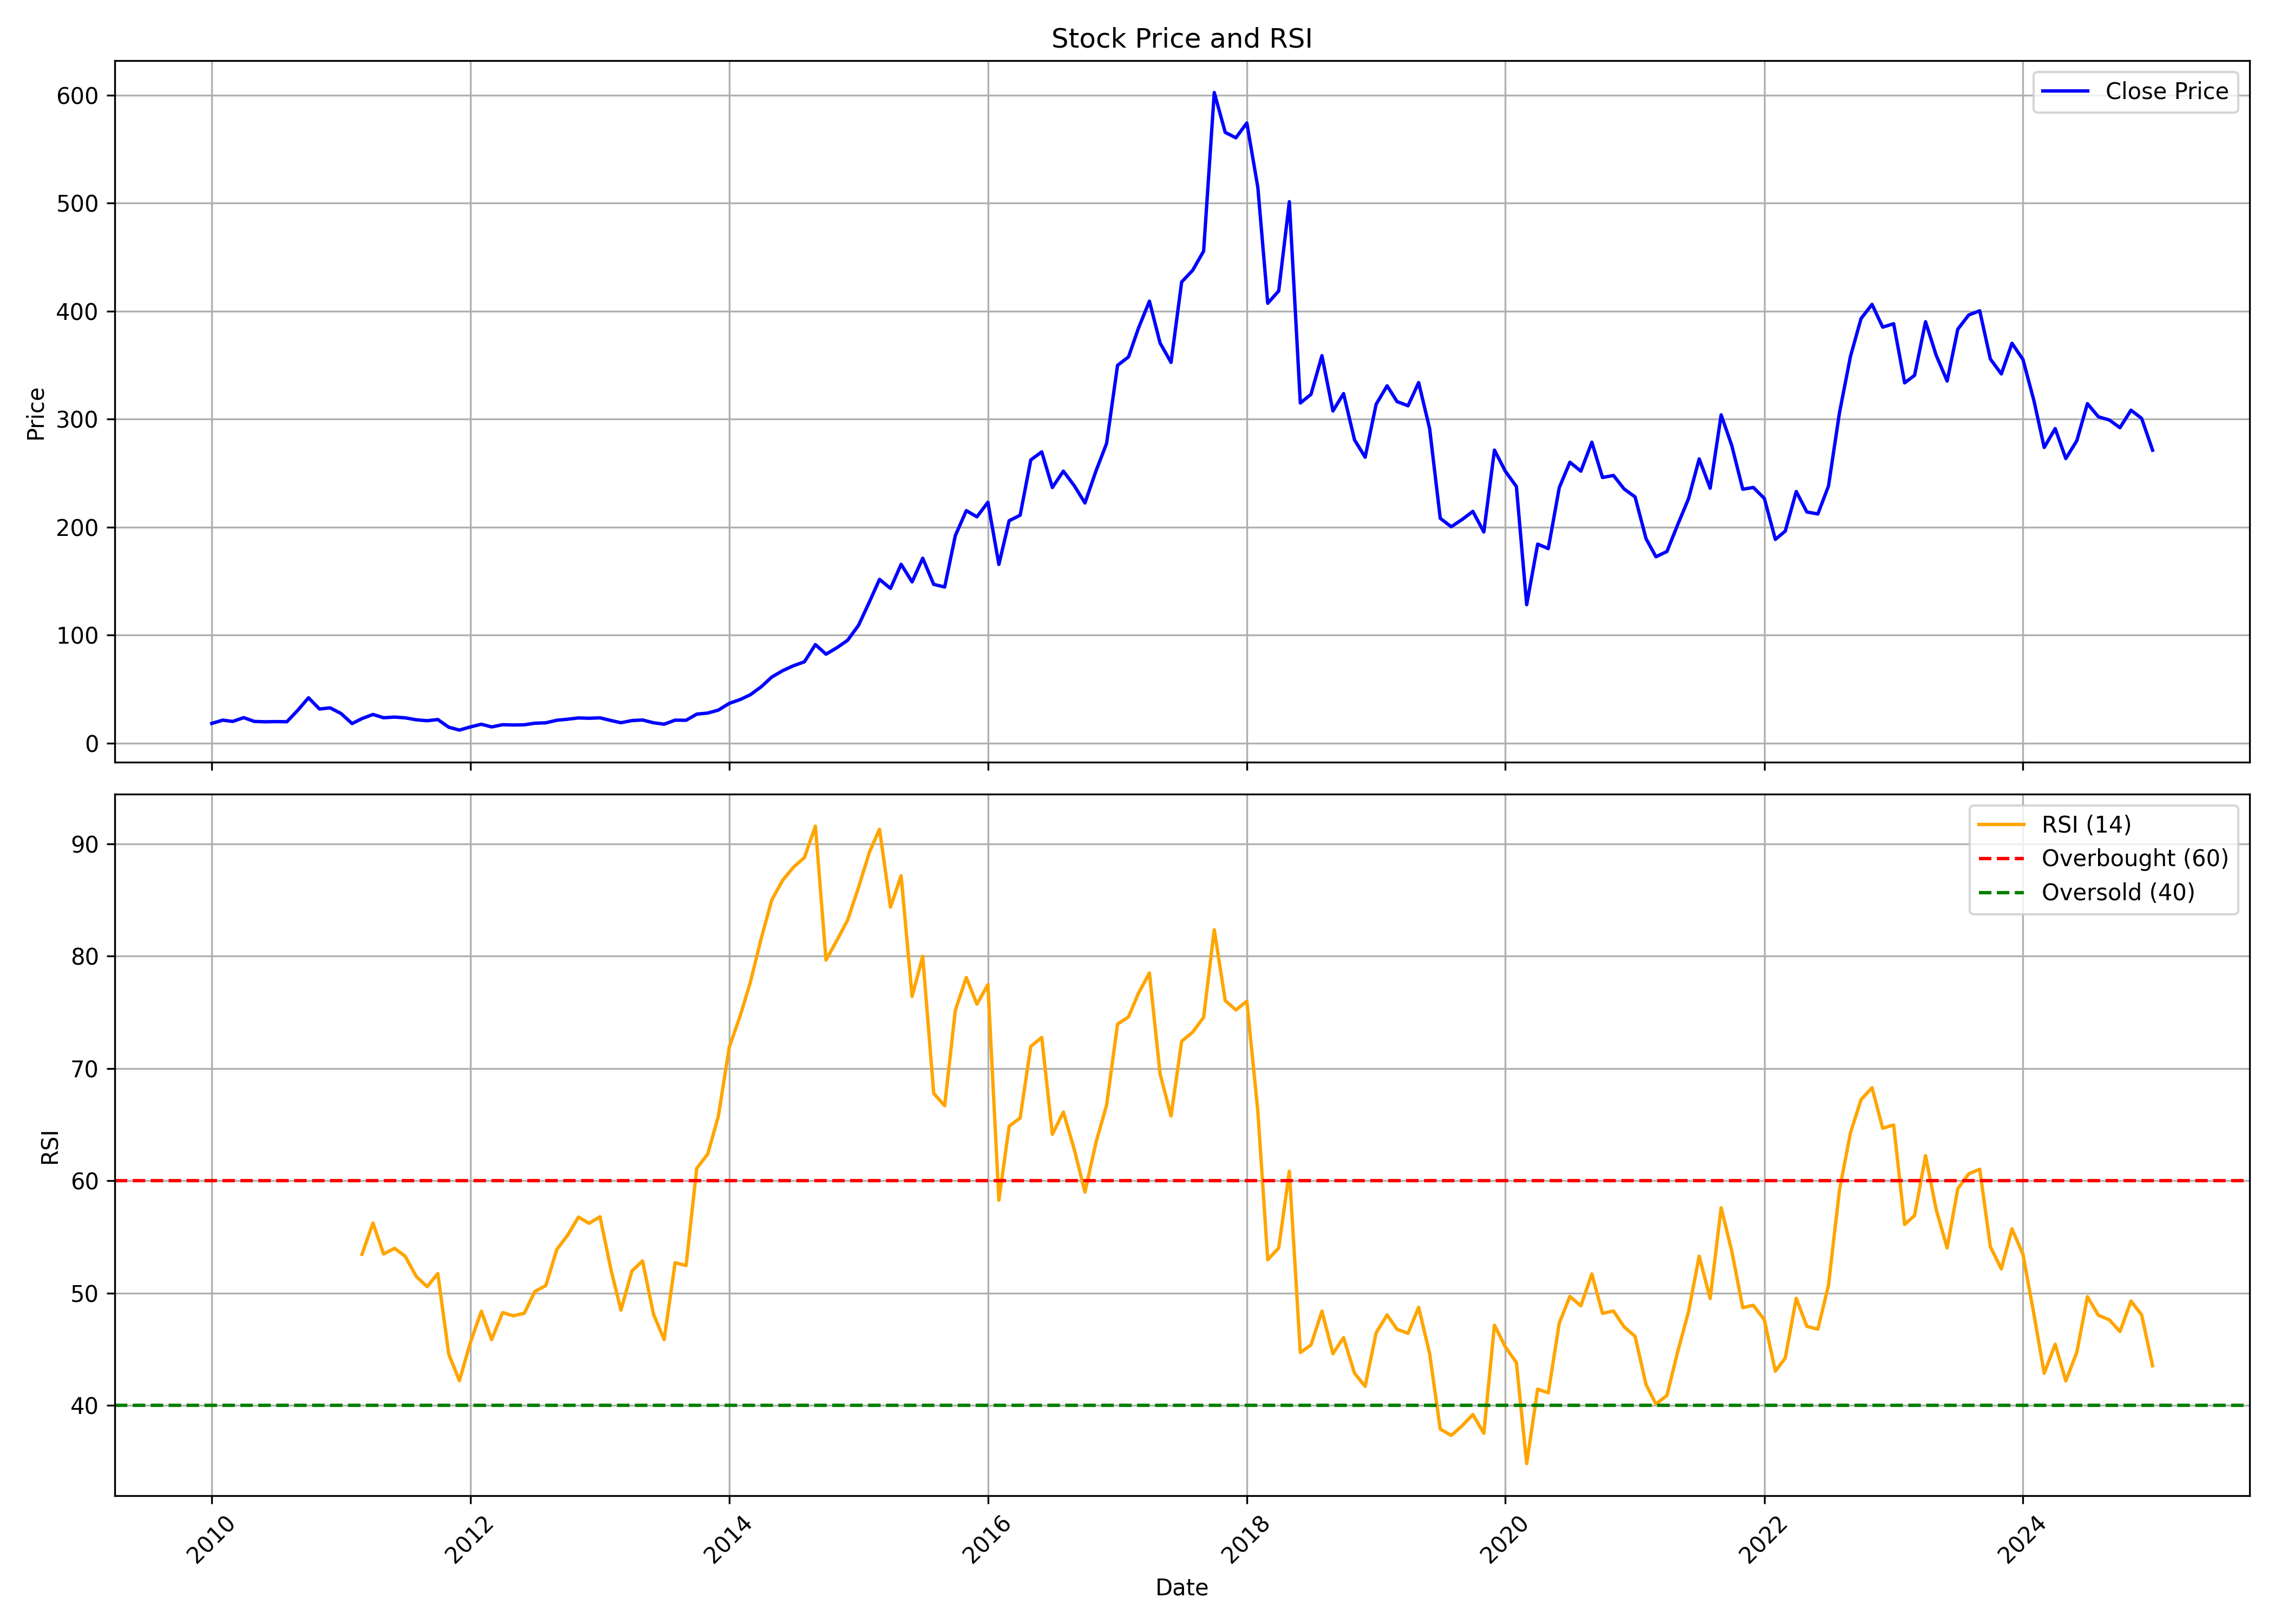 Stock Price and RSI
Close Price
600
500
400
300
200
100
0
Price
RSI (14)
Overbought (60)
Oversold (40)
90
80
70
60
50
40
RSI
2010
2012
2014
2016
2018
2020
2022
2024
Date